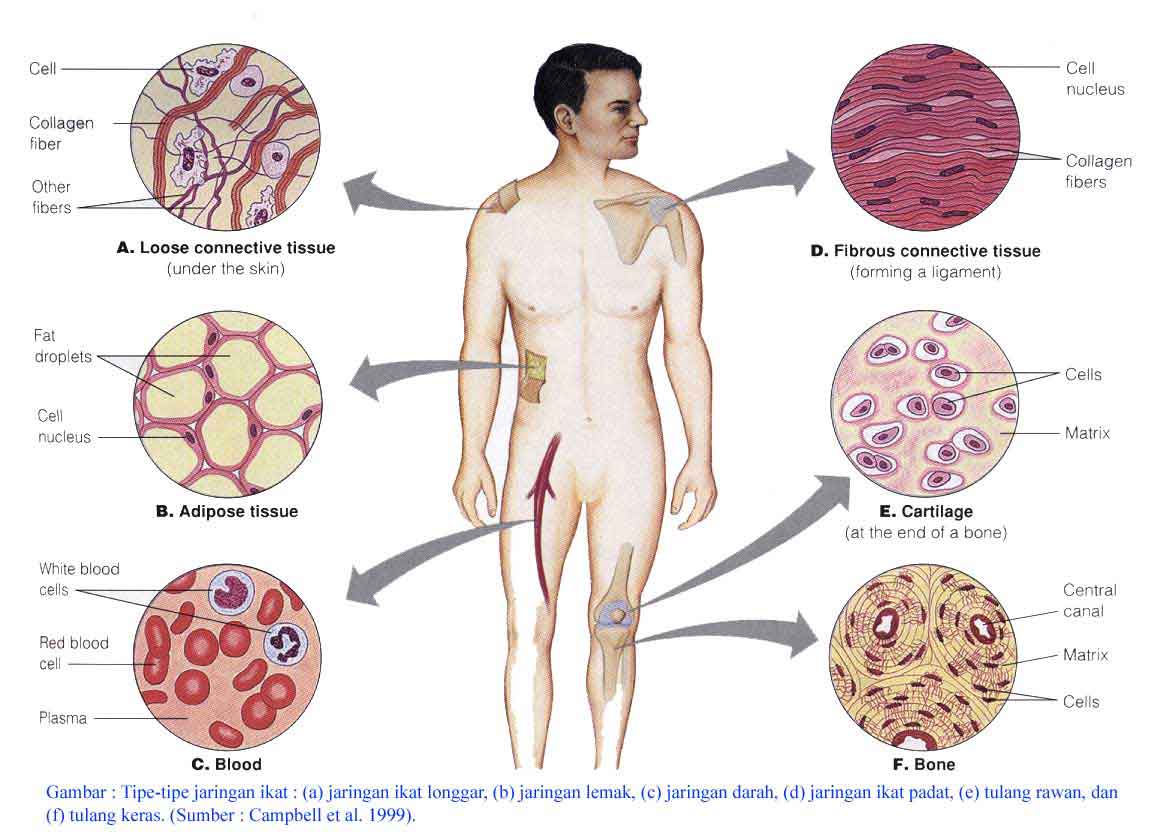 Cell
Collagen
fiber
Other
fibers
A. Loose connective tissue
(under the skin)
Fat
droplets
Cell
nucleus
B. Adipose tissue
White blood
cells
Red blood
cell
Plasma
C. Blood
Cell
nucleus
Collagen
fibers
D. Fibrous connective tissue
(forming a ligament)
Cells
Matrix
E. Cartilage
(at the end of a bone)
Central
canal
Matrix
Cells
F. Bone
Gambar : Tipe-tipe jaringan ikat : (a) jaringan ikat longgar, (b) jaringan lemak, (c) jaringan darah, (d) jaringan ikat padat, (e) tulang rawan, dan
(f) tulang keras. (Sumber : Campbell et al. 1999).